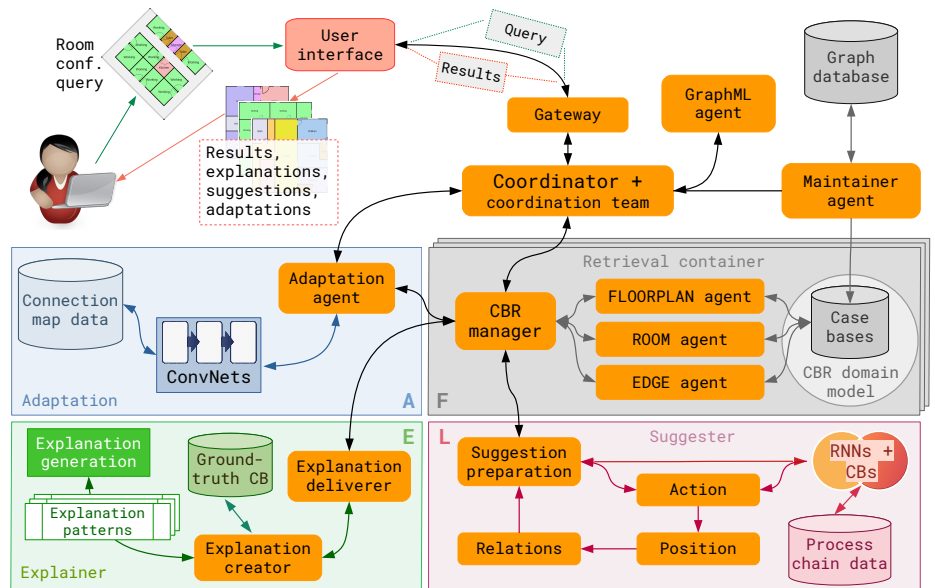 Room
conf.
query
User
interface
Query
Results
Gateway
GraphML
agent
Graph
database
Results,
explanations,
suggestions,
adaptations
Coordinator +
coordination team
Maintainer
agent
Connection
map data
Adaptation
agent
ConvNets
Adaptation
A
Retrieval container
CBR
manager
FLOORPLAN agent
ROOM agent
EDGE agent
Case
bases
CBR domain
model
F
E
Explanation
generation
Ground-
truth CB
Explanation
deliverer
Explanation
patterns
Explanation
creator
Explainer
L
Suggester
Suggestion
preparation
RNNs +
CBs
Action
Relations
Position
Process
chain data